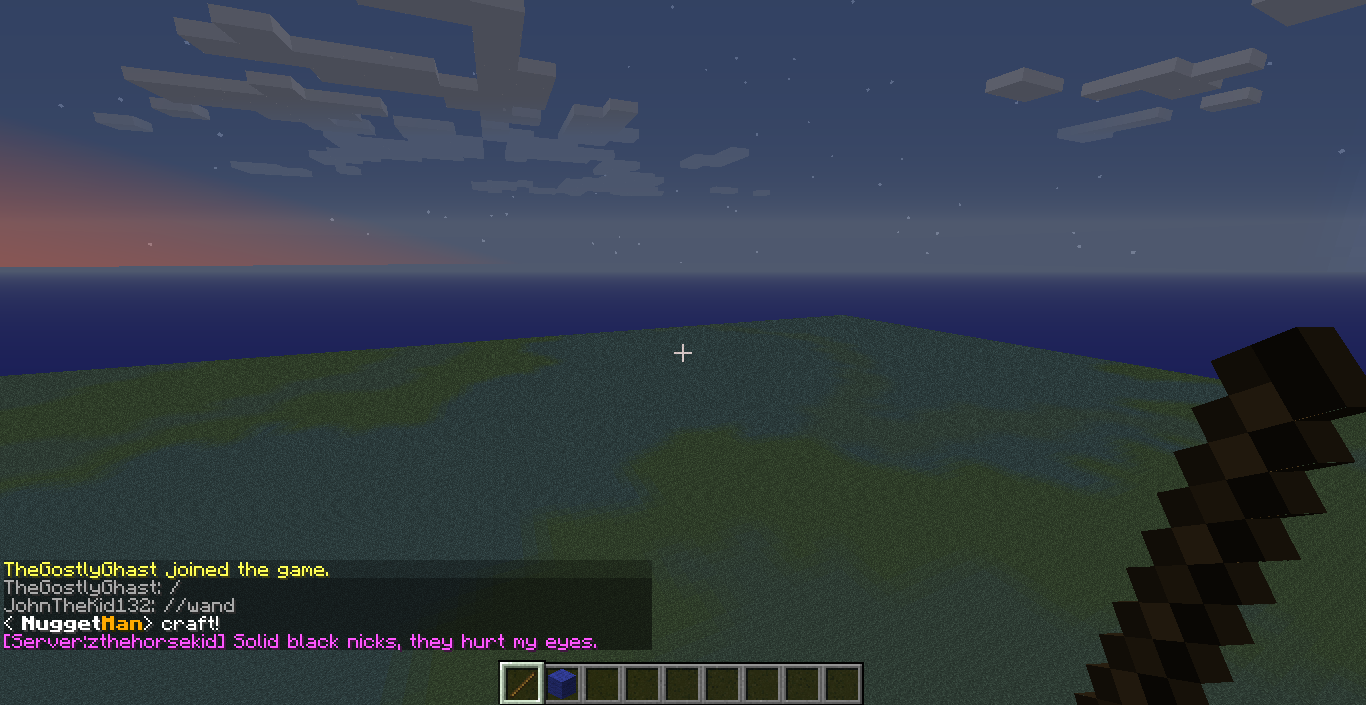 TheGostlyGhast joined the game.
TheGostlyGhast: /
JohnTheKid132: //wand
< NuggetMan> craft!
[Server:zthehorsekid] Solid black nicks, they hurt my eyes.